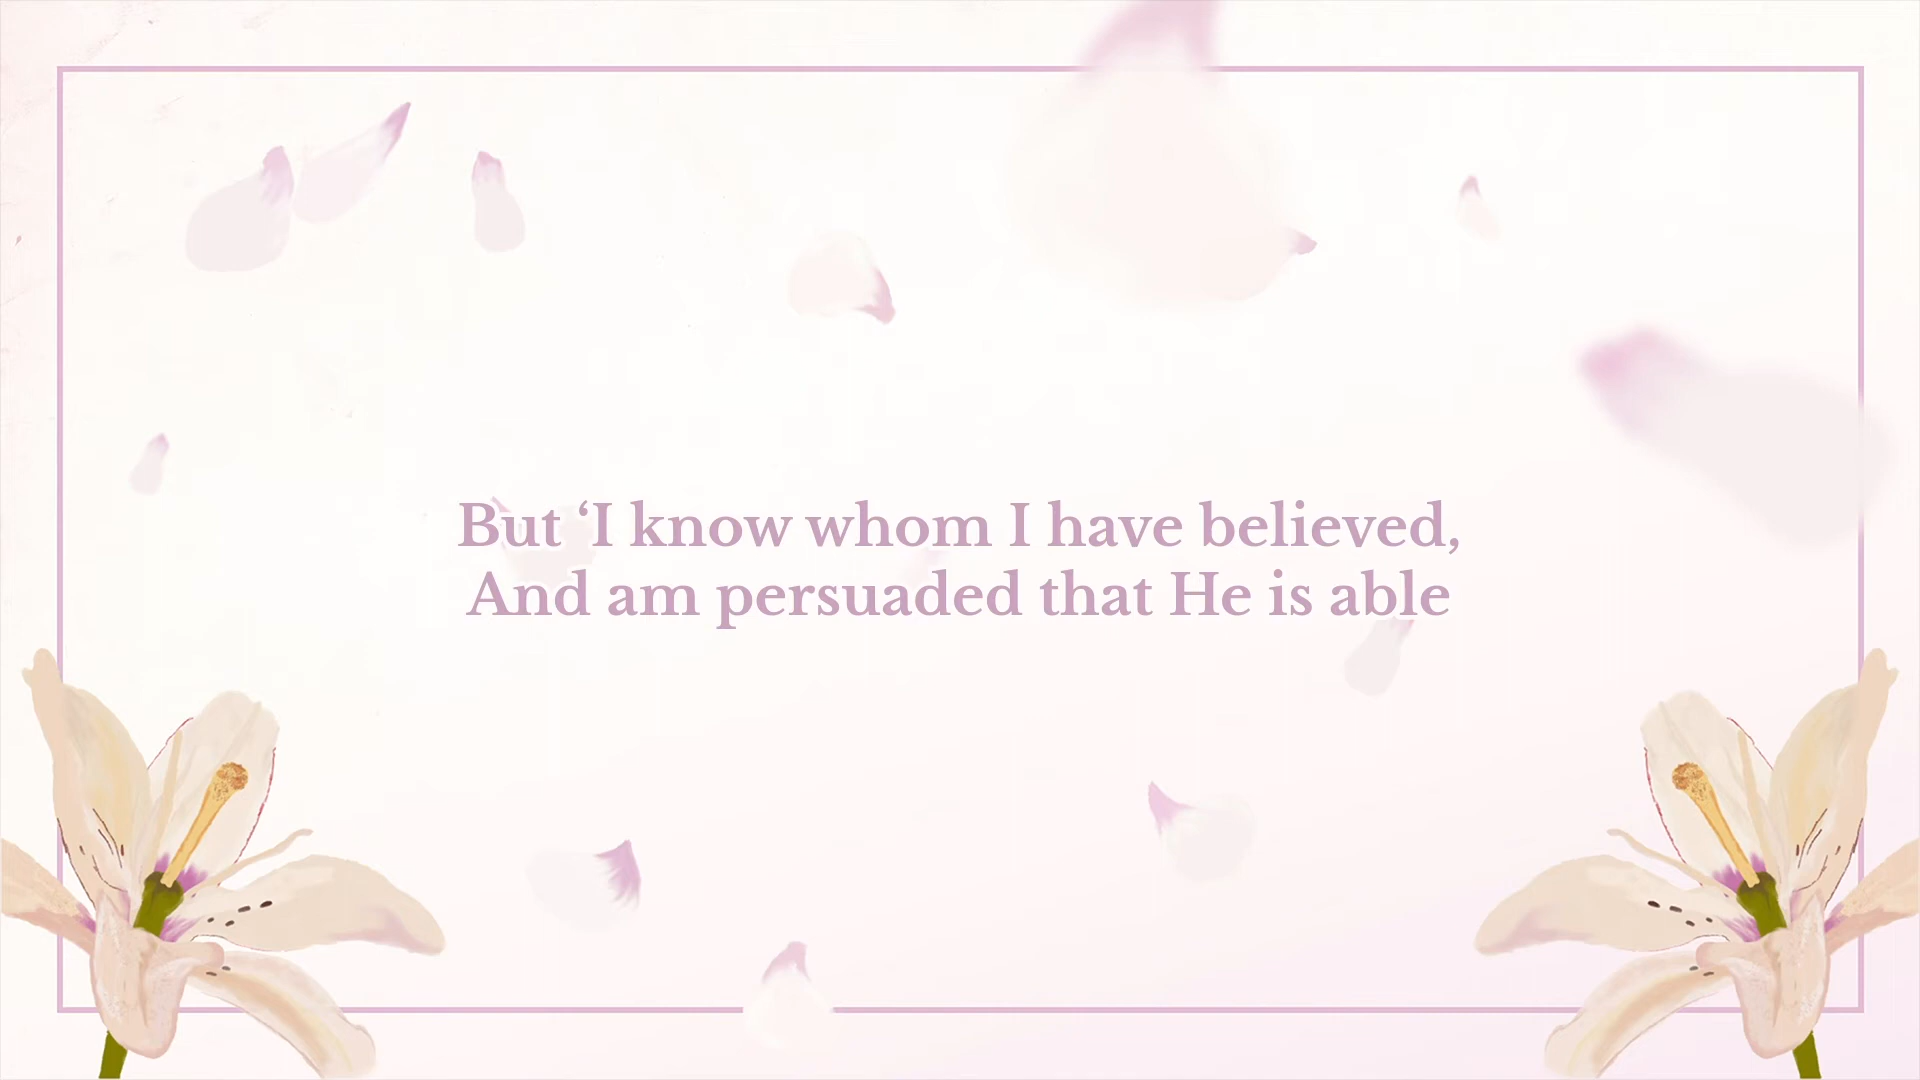 But ‘I know whom I have believed,
And am persuaded that He is able